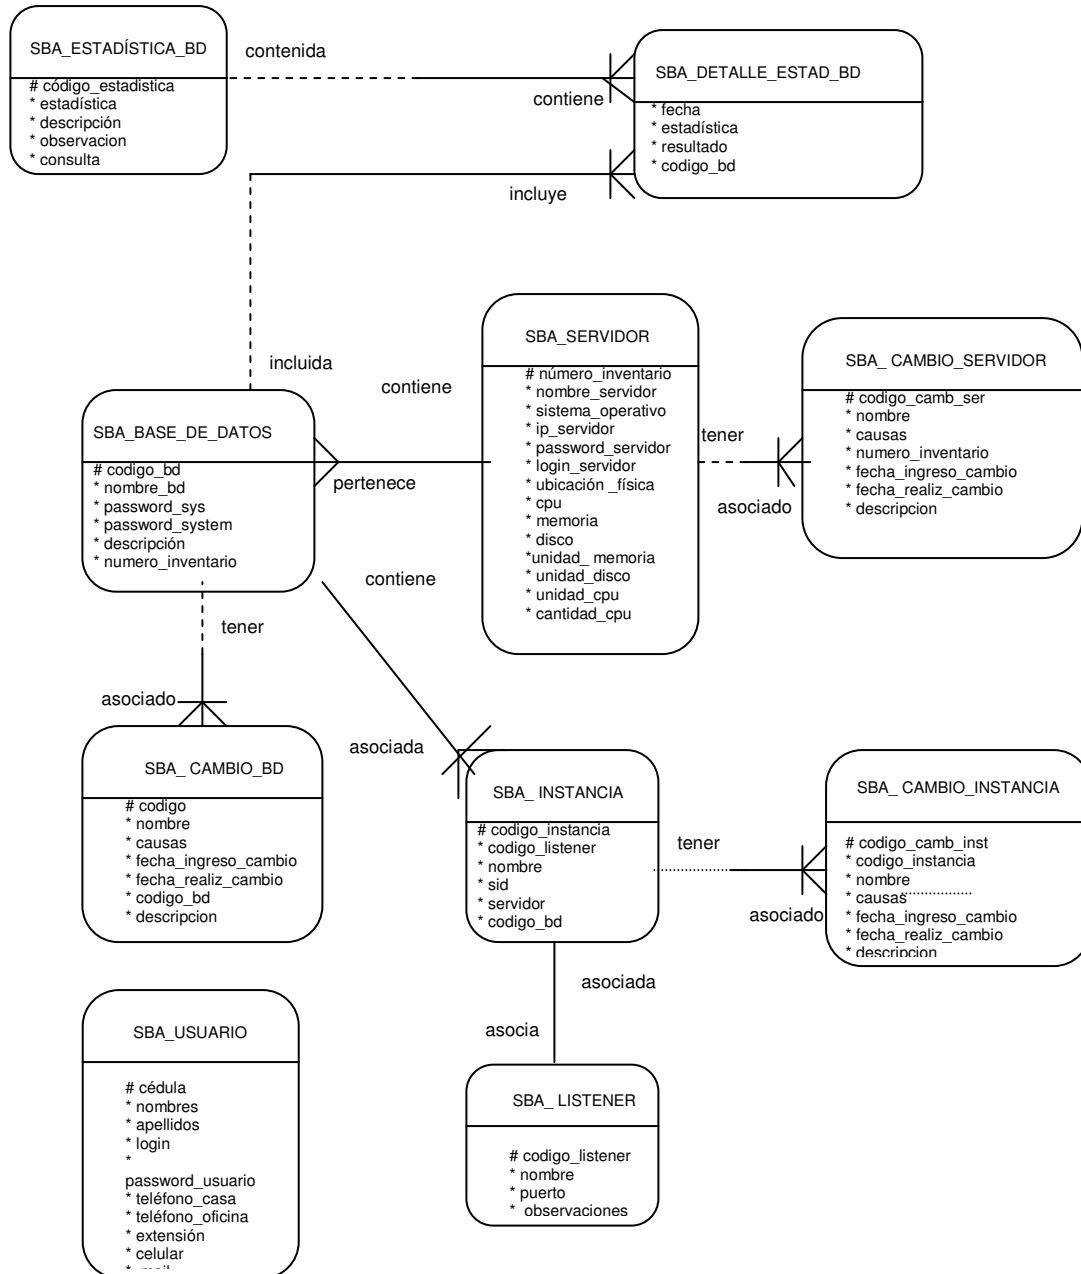 SBA_ESTADÍSTICA_BD
# código_estadistica
* estadística
* descripción
* observacion
* consulta
contenida
contiene
SBA_DETALLE_ESTAD_BD
* fecha
* estadística
* resultado
* codigo_bd
incluye
incluida
SBA_BASE_DE_DATOS
# codigo_bd
* nombre_bd
* password_sys
* password_system
* descripción
* numero_inventario
contiene
pertenece
SBA_SERVIDOR
# número_inventario
* nombre_servidor
* sistema_operativo
* ip_servidor
* password_servidor
* login_servidor
* ubicación _física
* cpu
* memoria
* disco
*unidad_ memoria
* unidad_disco
* unidad_cpu
* cantidad_cpu
tener
asociado
SBA_ CAMBIO_SERVIDOR
# codigo_camb_ser
* nombre
* causas
* numero_inventario
* fecha_ingreso_cambio
* fecha_realiz_cambio
* descripcion
tener
asociado
SBA_ CAMBIO_BD
# codigo
* nombre
* causas
* fecha_ingreso_cambio
* fecha_realiz_cambio
* codigo_bd
* descripcion
contiene
asociada
SBA_ INSTANCIA
# codigo_instancia
* codigo_listener
* nombre
* sid
* servidor
* codigo_bd
tener
asociado
SBA_ CAMBIO_INSTANCIA
# codigo_camb_inst
* codigo_instancia
* nombre
* causas
* fecha_ingreso_cambio
* fecha_realiz_cambio
* descripcion
asociada
asocia
SBA_ LISTENER
# codigo_listener
* nombre
* puerto
* observaciones
SBA_USUARIO
# cédula
* nombres
* apellidos
* login
*
password_usuario
* teléfono_casa
* teléfono_oficina
* extensión
* celular